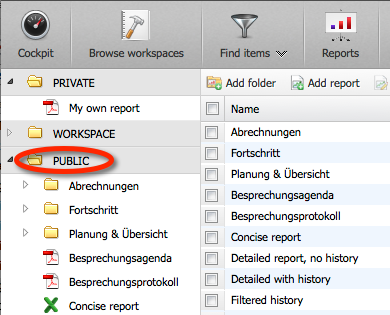 Cockpit
Browse workspaces
Find items
Reports
PRIVATE
My own report
WORKSPACE
PUBLIC
Abrechnungen
Fortschritt
Planung & Übersicht
Besprechungsagenda
Besprechungsprotokoll
Concise report
Add folder
Add report
Name
Abrechnungen
Fortschritt
Planung & Übersicht
Besprechungsagenda
Besprechungsprotokoll
Concise report
Detailed report, no history
Detailed with history
Filtered history